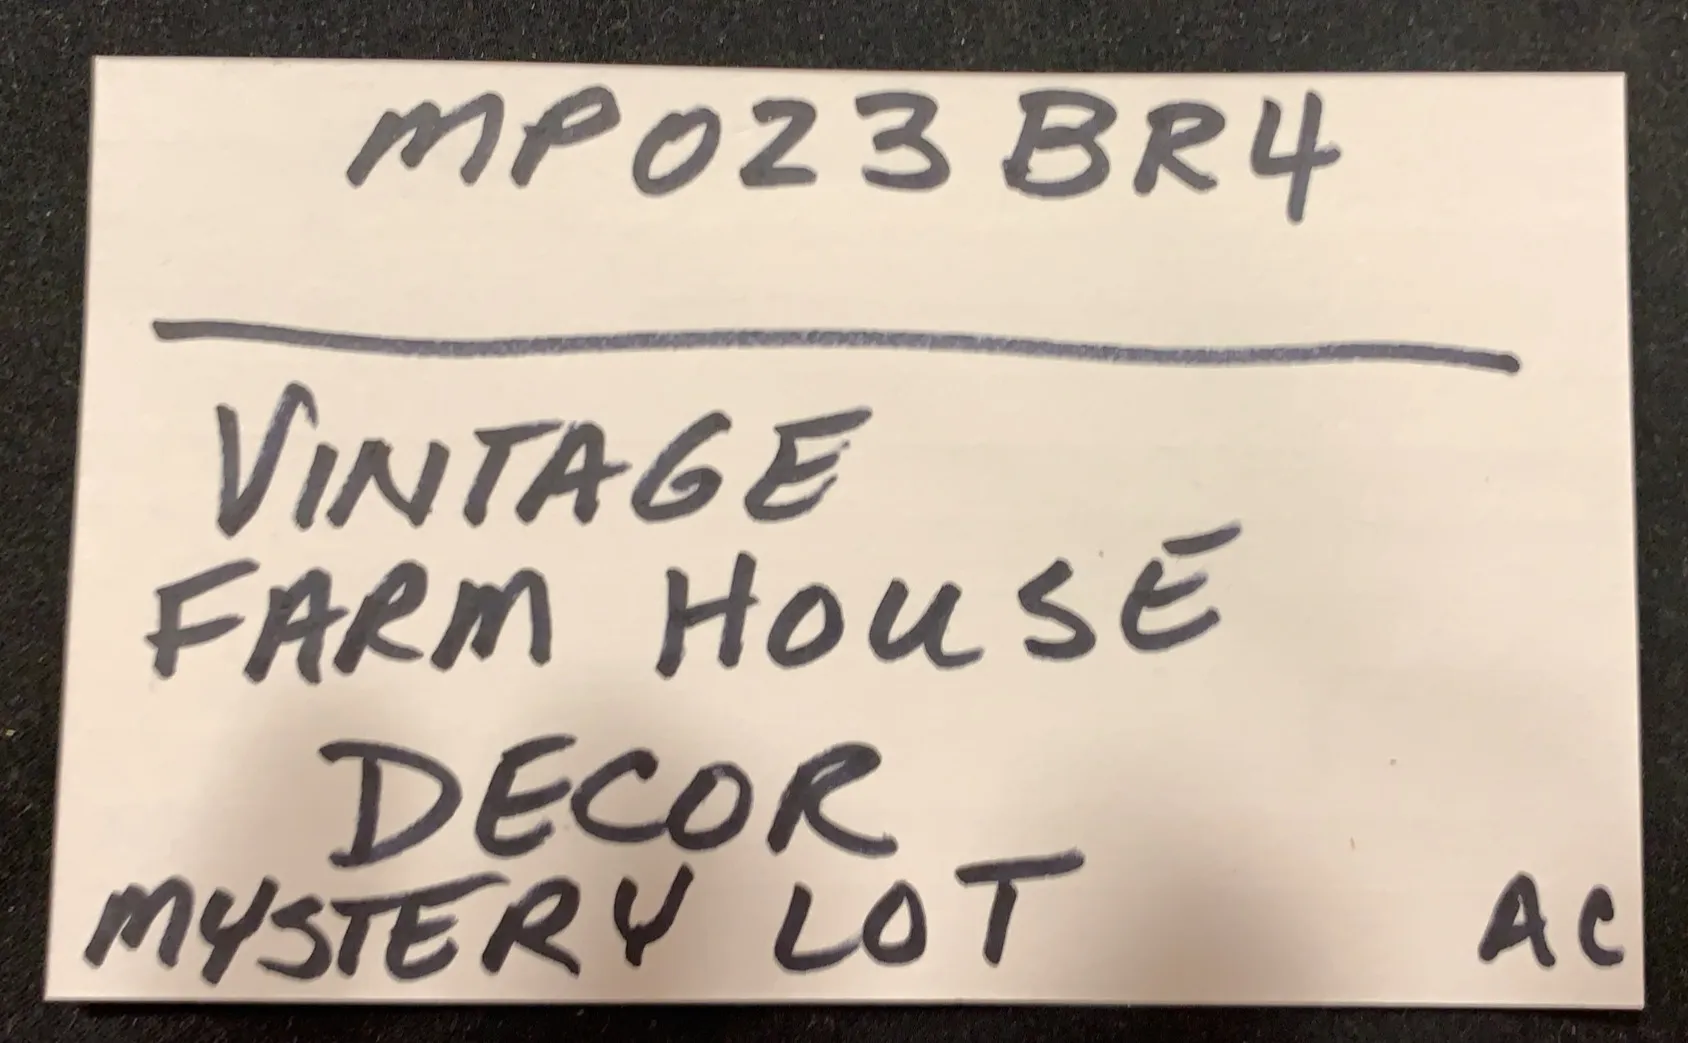 MP023BR4
VINTAGE
FARM HOUSE
DECOR
MYSTERY LOT
AC